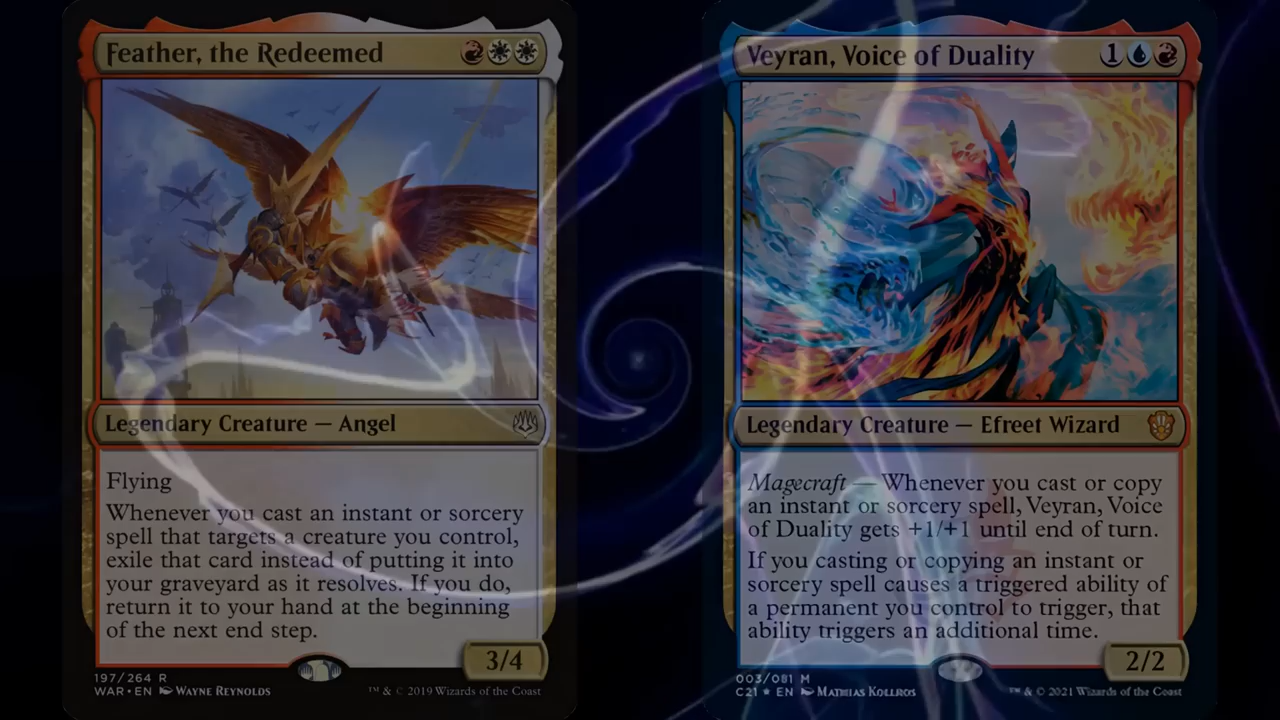 Feather, the Redeemed
Legendary Creature — Angel
Flying
Whenever you cast an instant or sorcery
spell that targets a creature you control,
exile that card instead of putting it into
your graveyard as it resolves. If you do,
return it to your hand at the beginning
of the next end step.
3/4
197/264 R
WAR • EN Wayne Reynolds
™ & © 2019 Wizards of the Coast
Veyran, Voice of Duality
1
Legendary Creature — Efreet Wizard
Magecraft — Whenever you cast or copy
an instant or sorcery spell, Veyran, Voice
of Duality gets +1/+1 until end of turn.
If you casting or copying an instant or
sorcery spell causes a triggered ability of
a permanent you control to trigger, that
ability triggers an additional time.
2/2
003/081 M
C21 ★ EN Mathias Kollros
™ & © 2021 Wizards of the Coast